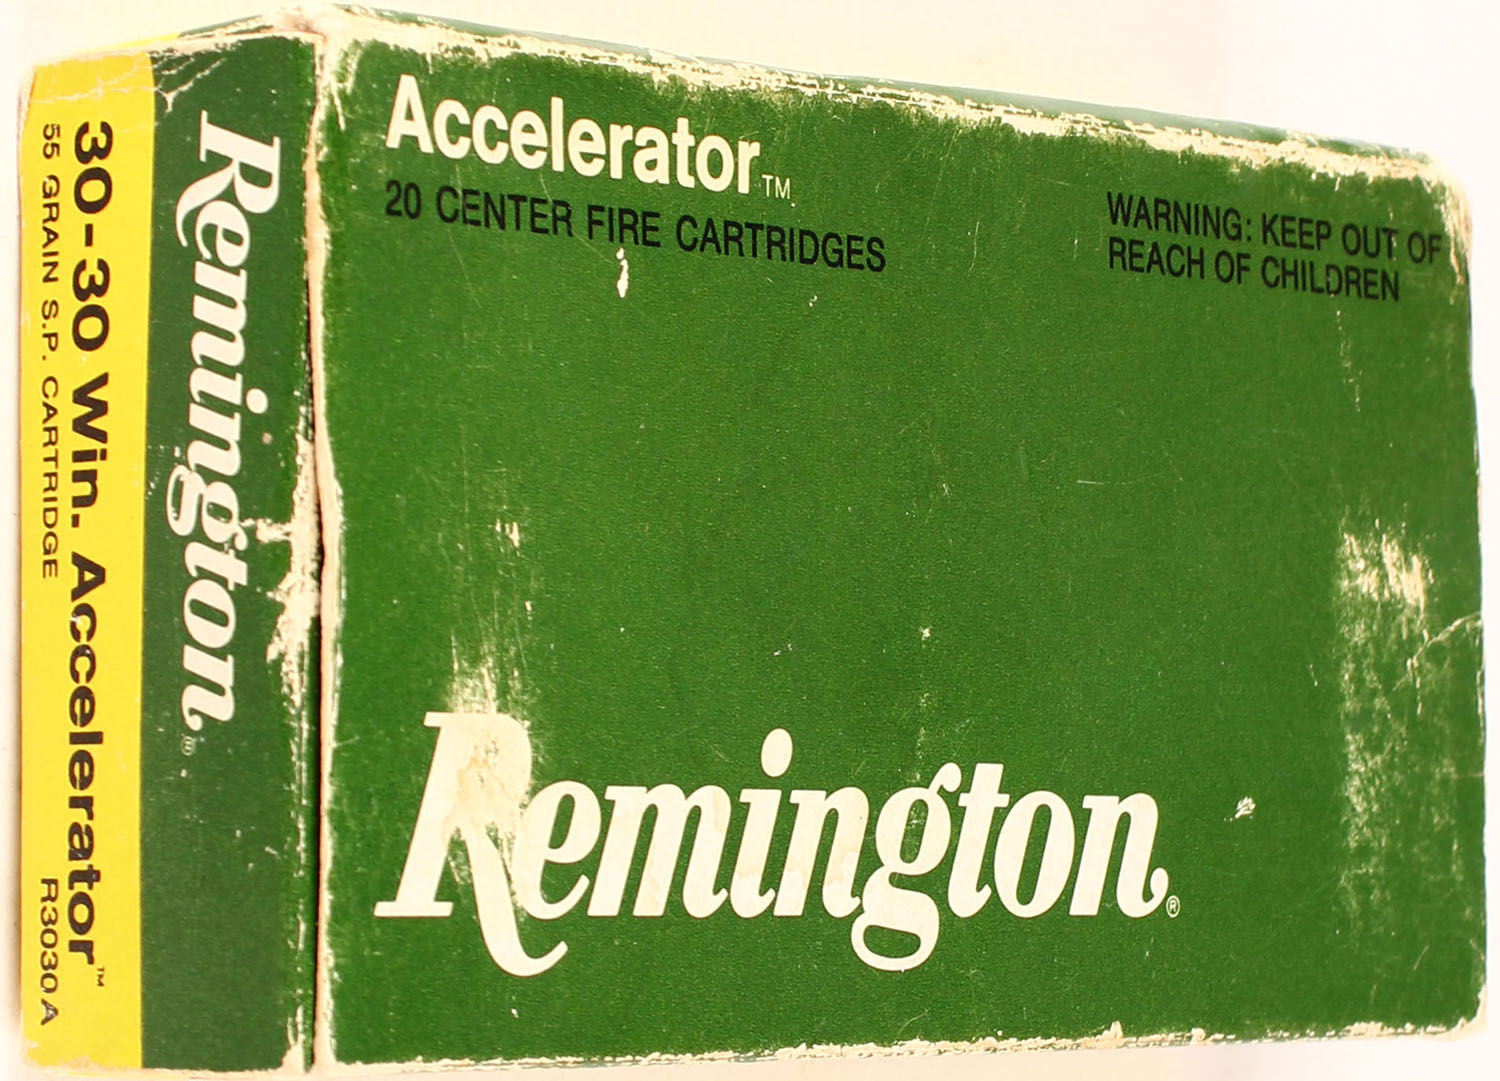 Accelerator™
20 CENTER FIRE CARTRIDGES
WARNING: KEEP OUT OF
REACH OF CHILDREN
Remington®
Remington®
30-30 Win. Accelerator™
55 GRAIN S.P. CARTRIDGE R3030A